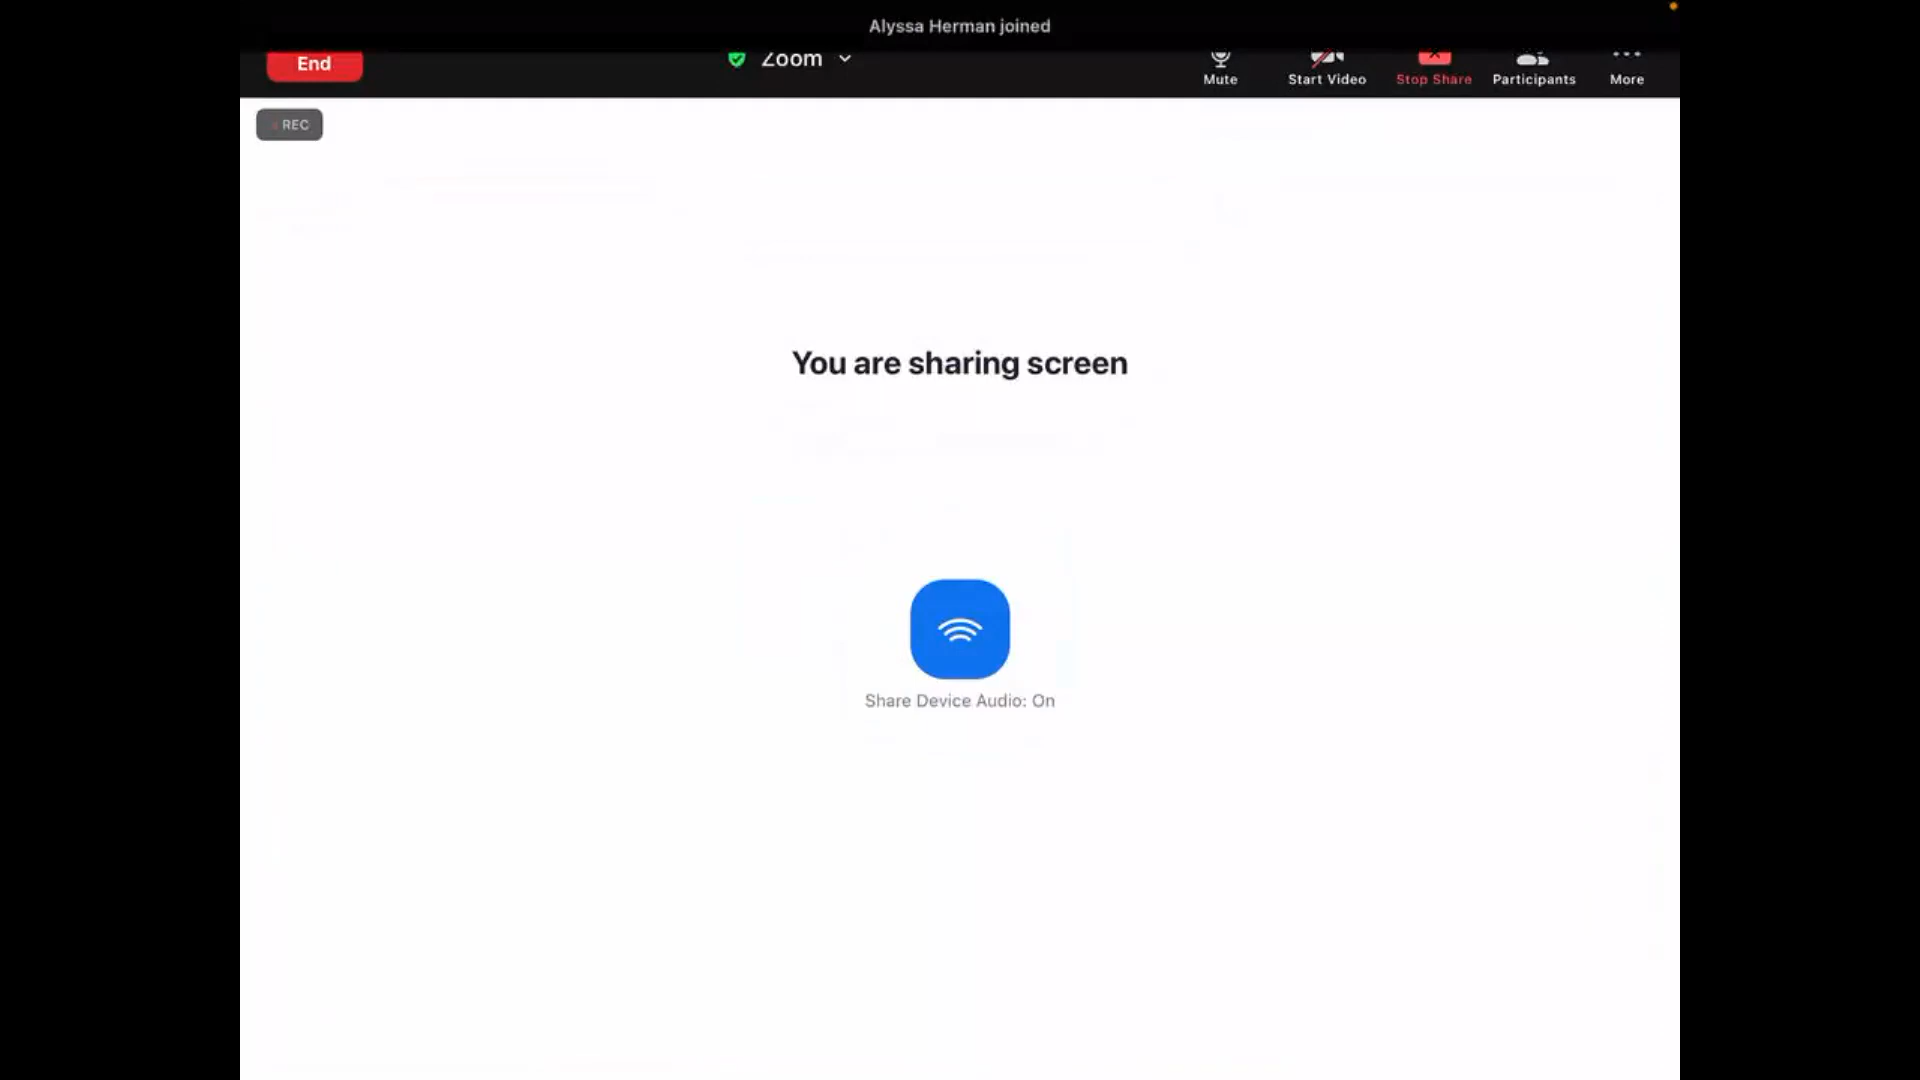 Alyssa Herman joined
End
Zoom
Mute
Start Video
Stop Share
Participants
More
REC
You are sharing screen
Share Device Audio: On